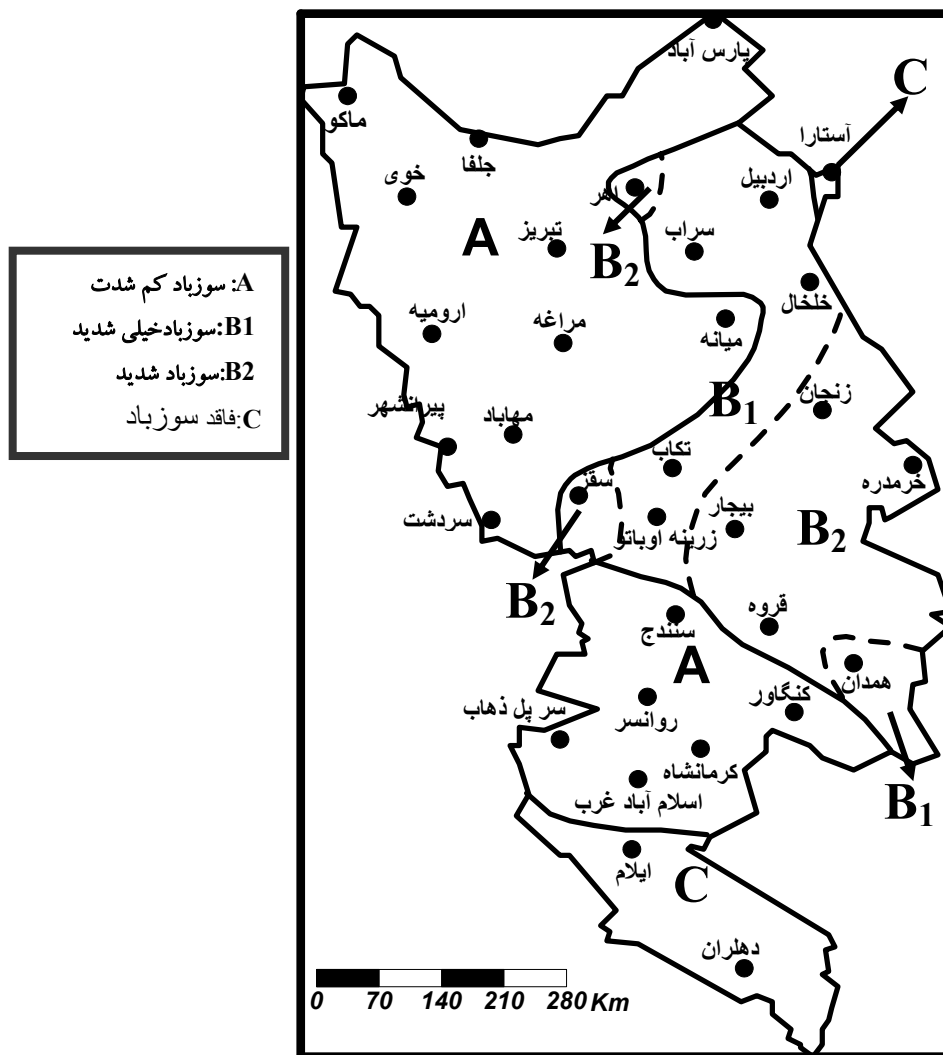 A: سوزباد کم شدت
B1:سوزبادخیلی شدید
B2:سوزباد شدید
C:فاقد سوزباد
پارس آباد
C
ماکو
آستارا
جلفا
خوی
اهر
اردبیل
A
تبریز
سراب
B2
خلخال
ارومیه
مراغه
میانه
پیرانشهر
مهاباد
B1
زنجان
تکاب
خرمدره
سقز
سردشت
زرینه اوباتو
بیجار
B2
B2
سنندج
قروه
A
همدان
سر پل ذهاب
روانسر
کنگاور
کرمانشاه
اسلام آباد غرب
B1
ایلام
C
دهلران
0 70 140 210 280 Km